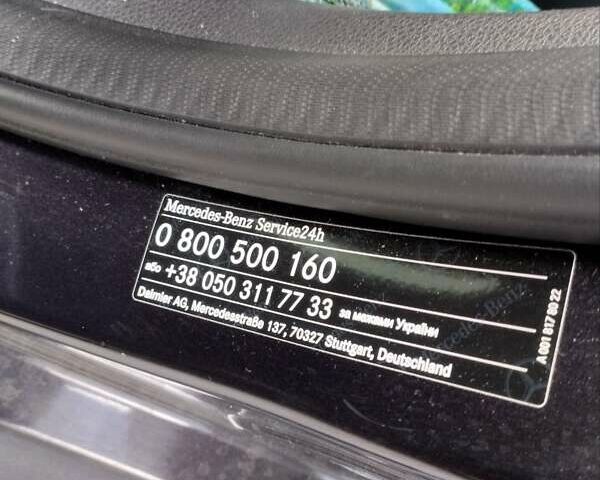 Mercedes-Benz Service24h
0 800 500 160
або +38 050 311 77 33 за межами України
Daimler AG, Mercedesstraße 137, 70327 Stuttgart, Deutschland
A 001 817 80 22